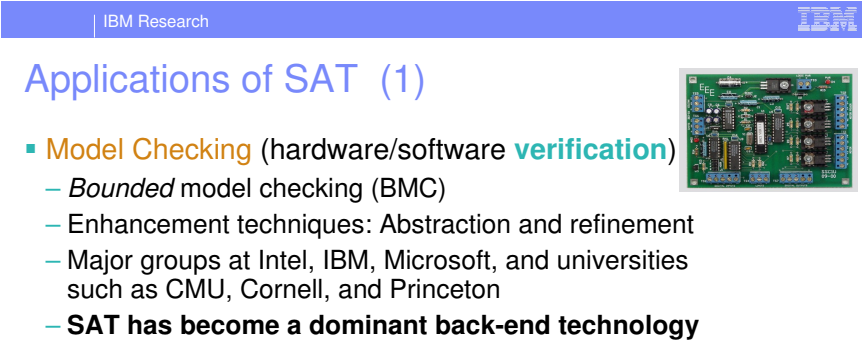 IBM Research
IBM
Applications of SAT (1)
▪ Model Checking (hardware/software verification)
– Bounded model checking (BMC)
– Enhancement techniques: Abstraction and refinement
– Major groups at Intel, IBM, Microsoft, and universities
such as CMU, Cornell, and Princeton
– SAT has become a dominant back-end technology
EEE